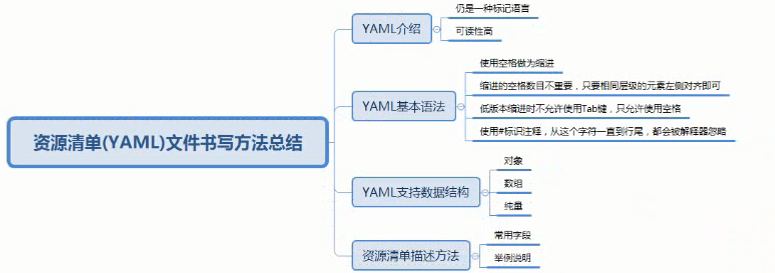 资源清单(YAML)文件书写方法总结
YAML介绍
仍是一种标记语言
可读性高
YAML基本语法
使用空格做为缩进
缩进的空格数目不重要，只要相同层级的元素左侧对齐即可
低版本缩进时不允许使用Tab键，只允许使用空格
使用#标识注释，从这个字符一直到行尾，都会被解释器忽略
YAML支持数据结构
对象
数组
纯量
资源清单描述方法
常用字段
举例说明